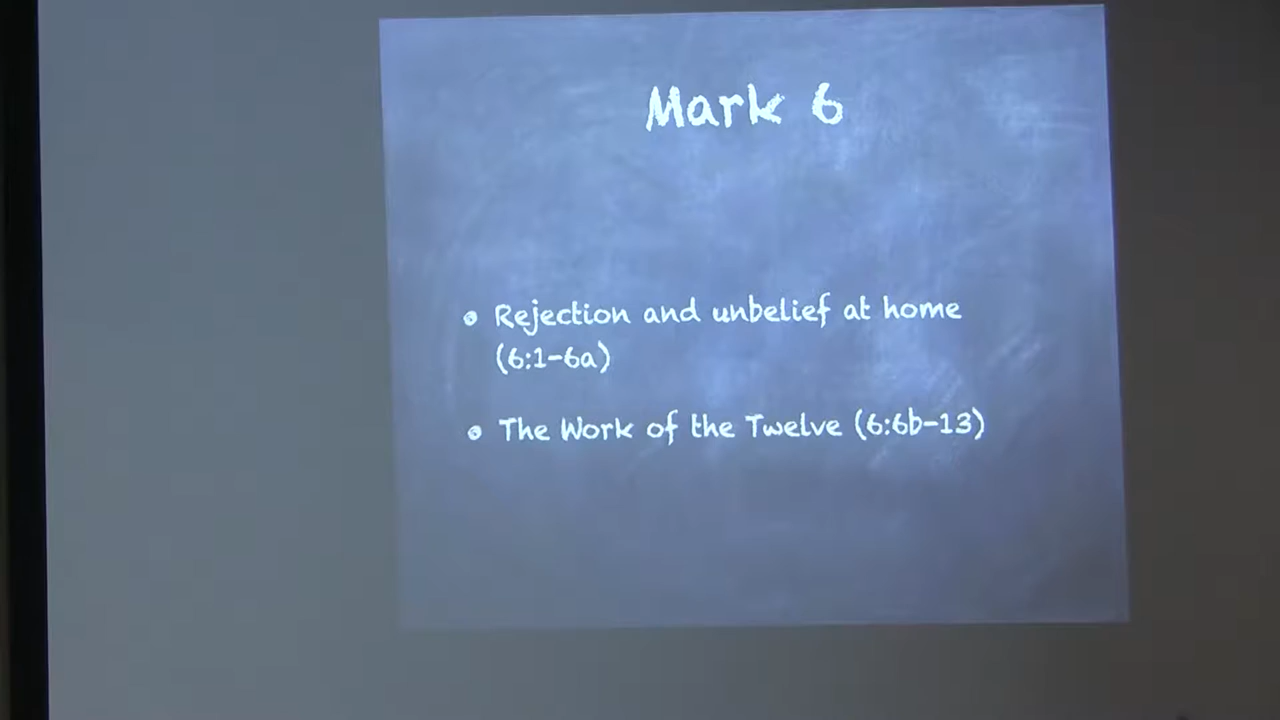 Mark 6
• Rejection and unbelief at home
(6:1-6a)
• The Work of the Twelve (6:6b-13)